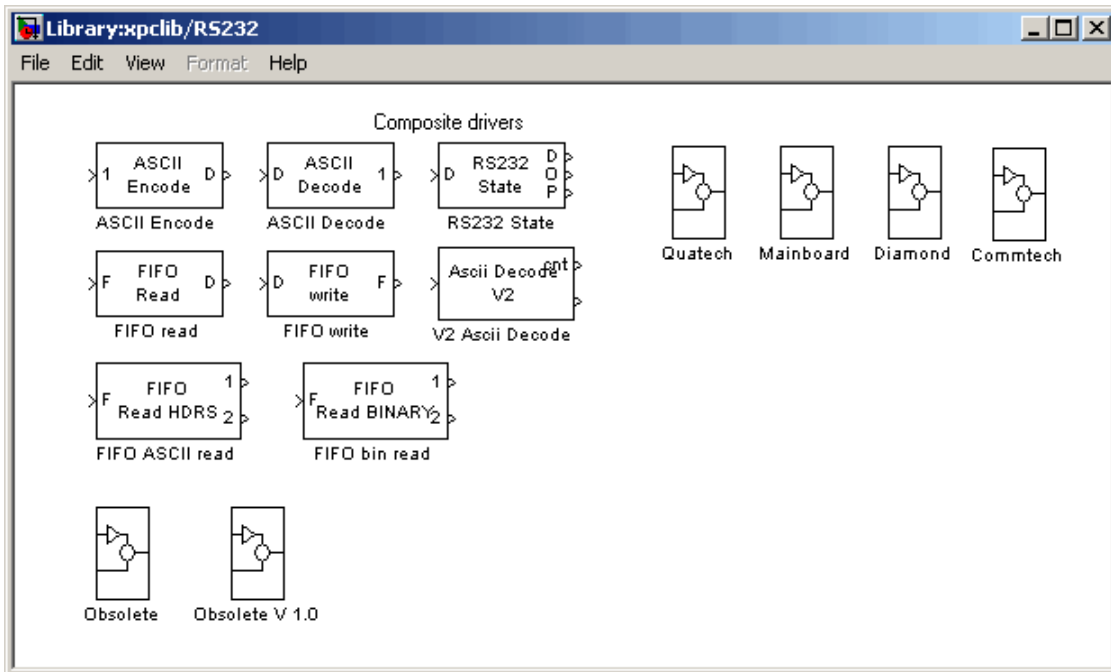 Library:xpclib/RS232
File Edit View Format Help
Composite drivers
1 ASCII Encode D
D ASCII Decode 1
D RS232 State D O P
ASCII Encode
ASCII Decode
RS232 State
Quatech
Mainboard
Diamond
Commtech
F FIFO Read D
D FIFO write F
Ascii Decode V2 cnt
FIFO read
FIFO write
V2 Ascii Decode
F FIFO Read HDRS 1 2
F FIFO Read BINARY 1 2
FIFO ASCII read
FIFO bin read
Obsolete
Obsolete V 1.0